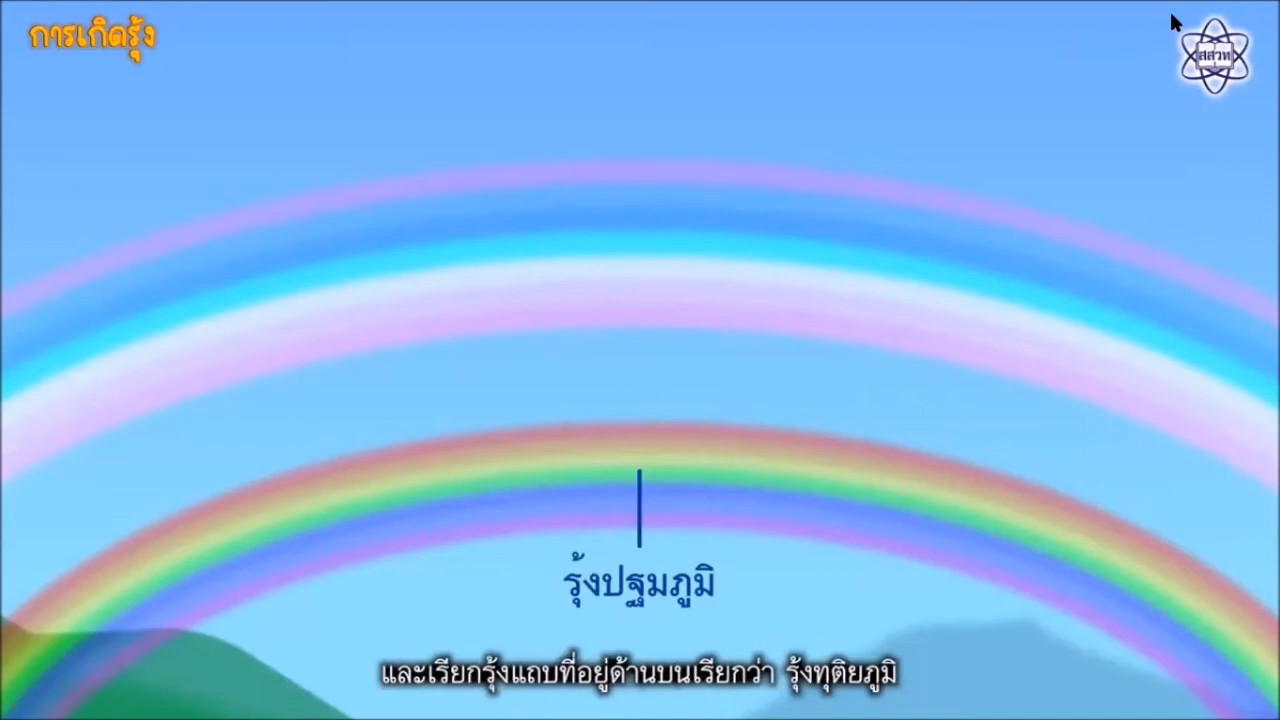 การเกิดรุ้ง
สสวท
รุ้งปฐมภูมิ
และเรียกรุ้งแถบที่อยู่ด้านบนเรียกว่า รุ้งทุติยภูมิ